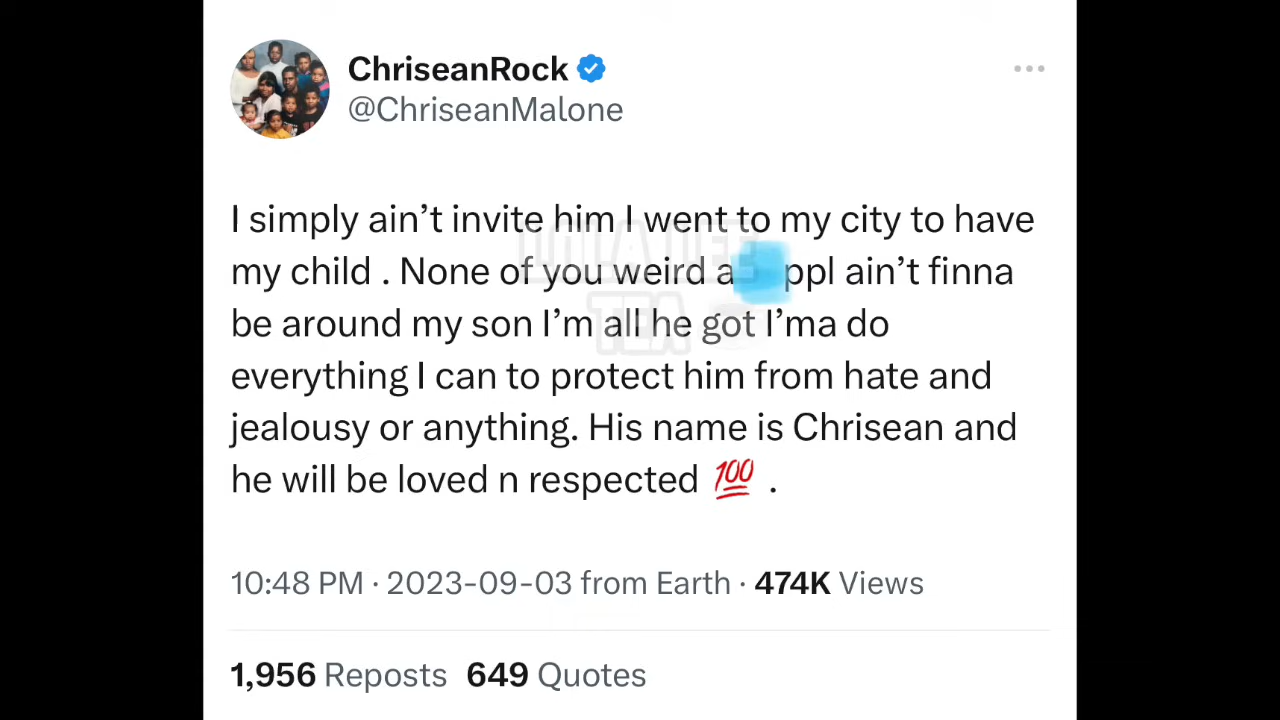 ChriseanRock
@ChriseanMalone
I simply ain’t invite him I went to my city to have
my child . None of you weird a ppl ain’t finna
be around my son I’m all he got I’ma do
everything I can to protect him from hate and
jealousy or anything. His name is Chrisean and
he will be loved n respected 💯 .
LOLA LEE
TEA
10:48 PM · 2023-09-03 from Earth · 474K Views
1,956 Reposts 649 Quotes